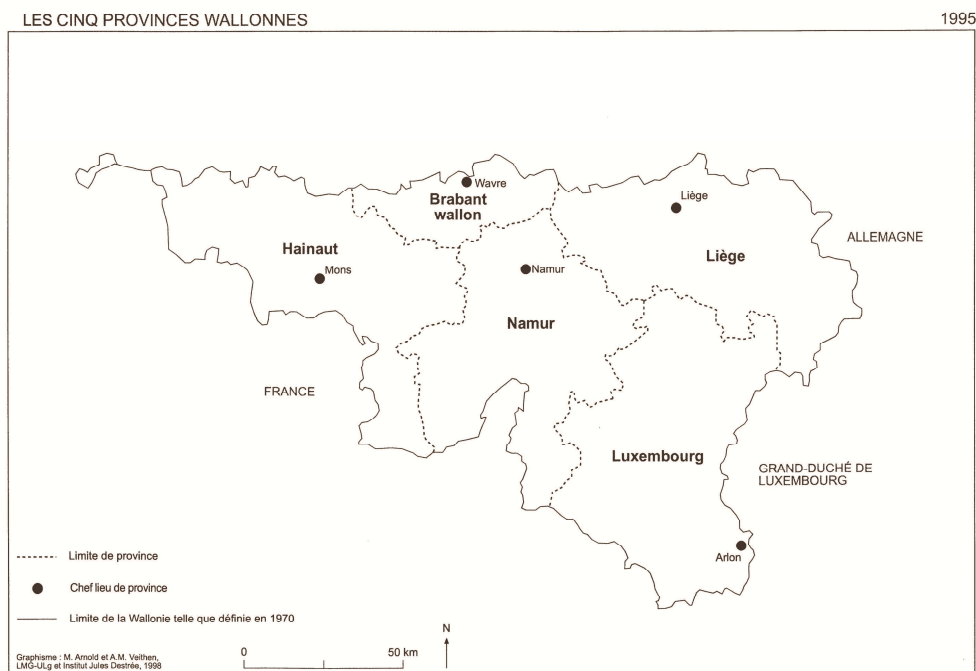 LES CINQ PROVINCES WALLONNES
1995
Wavre
Brabant
wallon
Liège
Hainaut
Mons
Liège
ALLEMAGNE
Namur
Namur
FRANCE
Luxembourg
GRAND-DUCHÉ DE
LUXEMBOURG
Arlon
Limite de province
Chef lieu de province
Limite de la Wallonie telle que définie en 1970
Graphisme : M. Arnold et A.M. Veithen,
LMG-ULg et Institut Jules Destrée, 1998
0
50 km
N